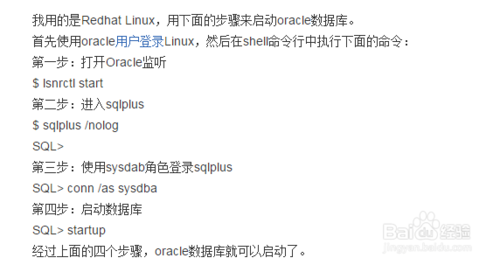 我用的是Redhat Linux，用下面的步骤来启动oracle数据库。
首先使用oracle用户登录Linux，然后在shell命令行中执行下面的命令：
第一步：打开Oracle监听
$ lsnrctl start
第二步：进入sqlplus
$ sqlplus /nolog
SQL>
第三步：使用sysdab角色登录sqlplus
SQL> conn /as sysdba
第四步：启动数据库
SQL> startup
经过上面的四个步骤，oracle数据库就可以启动了。
Baidu经验
jingyan.baidu.com